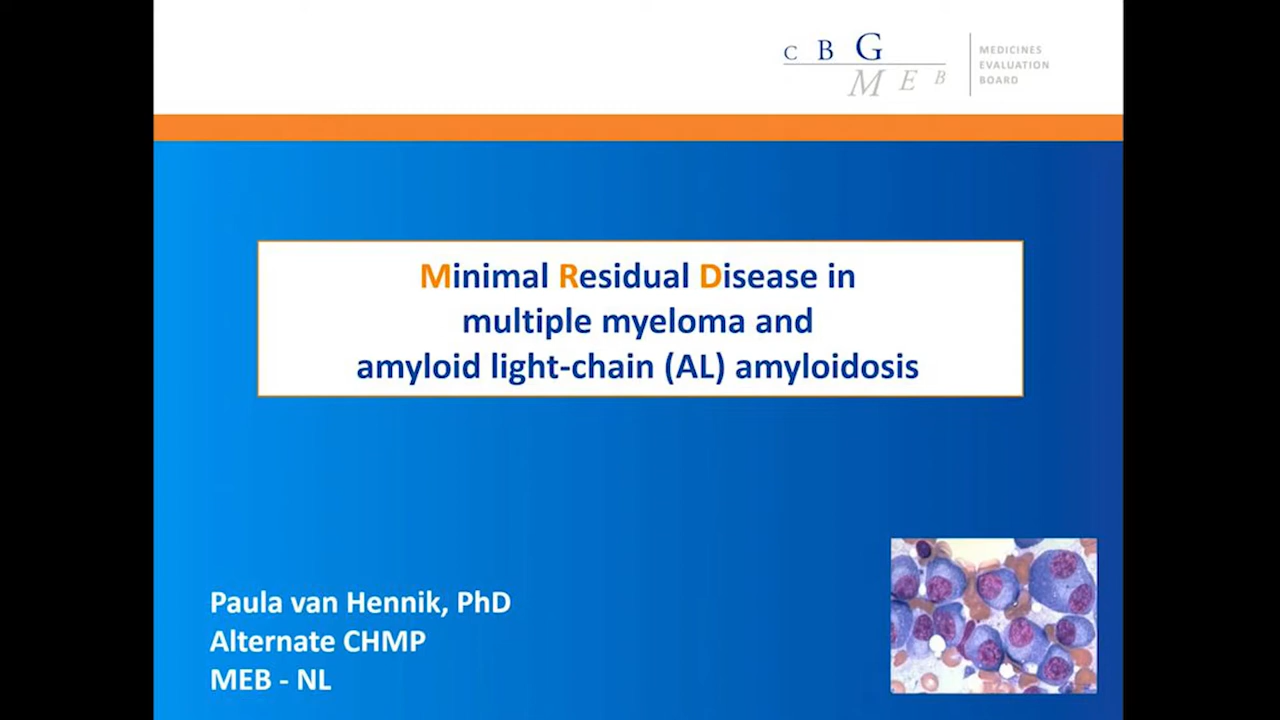 C B G
M E B
MEDICINES
EVALUATION
BOARD
Minimal Residual Disease in
multiple myeloma and
amyloid light-chain (AL) amyloidosis
Paula van Hennik, PhD
Alternate CHMP
MEB - NL